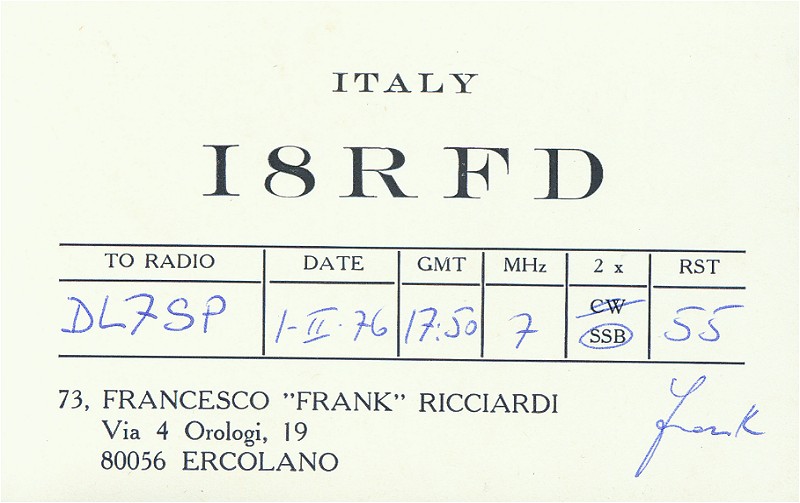 ITALY
I8RFD
TO RADIO DATE GMT MHz 2 x RST
DL7SP 1-II-76 17:50 7 CW SSB 55
73, FRANCESCO "FRANK" RICCIARDI
Via 4 Orologi, 19
80056 ERCOLANO
Frank